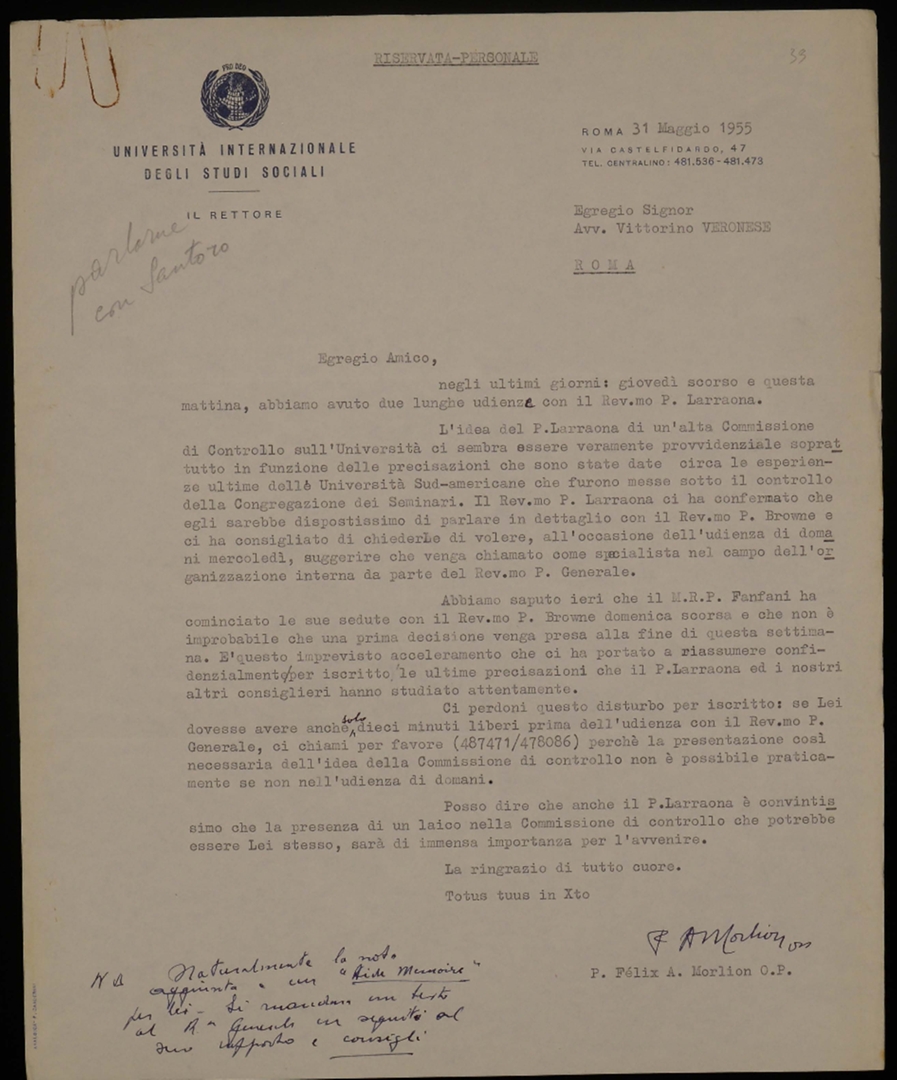 RISERVATA-PERSONALE
39
PRO DEO
UNIVERSITÀ INTERNAZIONALE
DEGLI STUDI SOCIALI
IL RETTORE
ROMA 31 Maggio 1955
VIA CASTELFIDARDO, 47
TEL. CENTRALINO: 481.536-481.473
Egregio Signor
Avv. Vittorino VERONESE
ROMA
parlarne
con Santoro
Egregio Amico,
negli ultimi giorni: giovedì scorso e questa
mattina, abbiamo avuto due lunghe udienze con il Rev.mo P. Larraona.
L'idea del P.Larraona di un'alta Commissione
di Controllo sull'Università ci sembra essere veramente provvidenziale soprat
tutto in funzione delle precisazioni che sono state date circa le esperien-
ze ultime delle Università Sud-americane che furono messe sotto il controllo
della Congregazione dei Seminari. Il Rev.mo P. Larraona ci ha confermato che
egli sarebbe dispostissimo di parlare in dettaglio con il Rev.mo P. Browne e
ci ha consigliato di chiederLe di volere, all'occasione dell'udienza di doma
ni mercoledì, suggerire che venga chiamato come specialista nel campo dell'or
ganizzazione interna da parte del Rev.mo P. Generale.
Abbiamo saputo ieri che il M.R.P. Fanfani ha
cominciato le sue sedute con il Rev.mo P. Browne domenica scorsa e che non è
improbabile che una prima decisione venga presa alla fine di questa settima-
na. E'questo imprevisto acceleramento che ci ha portato a riassumere confi-
denzialmente per iscritto le ultime precisazioni che il P.Larraona ed i nostri
altri consiglieri hanno studiato attentamente.
Ci perdoni questo disturbo per iscritto: se Lei
dovesse avere anche solo dieci minuti liberi prima dell'udienza con il Rev.mo P.
Generale, ci chiami per favore (487471/478086) perchè la presentazione così
necessaria dell'idea della Commissione di controllo non è possibile pratica-
mente se non nell'udienza di domani.
Posso dire che anche il P.Larraona è convintis
simo che la presenza di un laico nella Commissione di controllo che potrebbe
essere Lei stesso, sarà di immensa importanza per l'avvenire.
La ringrazio di tutto cuore.
Totus tuus in Xto
F A Morlion
P. Félix A. Morlion O.P.
NB Naturalmente la nota
aggiunta è un "Aide Memoire"
per lei - Si manderà un testo
al Generale in seguito al
suo rapporto e consigli